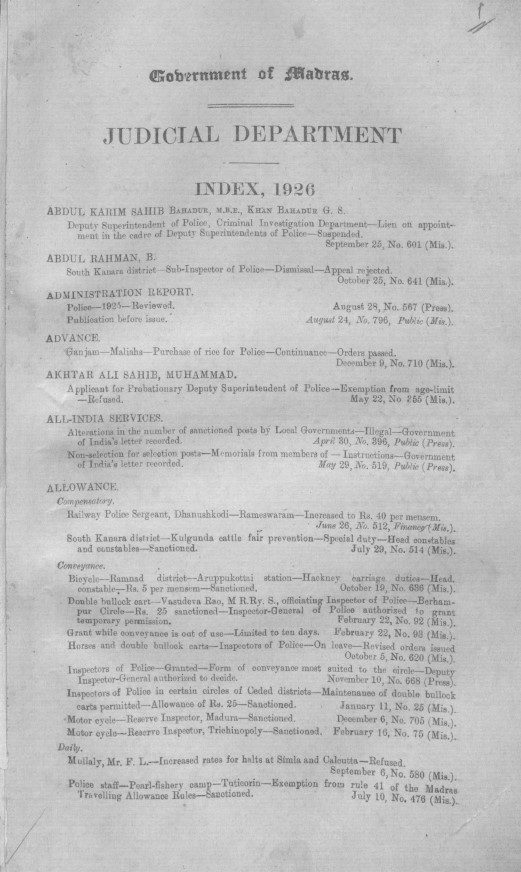 Government of Madras.
JUDICIAL DEPARTMENT
INDEX, 1926
ABDUL KARIM SAHIB BAHADUR, M.B.E., KHAN BAHADUR G. S.
Deputy Superintendent of Police, Criminal Investigation Department—Lien on appoint-
ment in the cadre of Deputy Superintendents of Police—Suspended.
September 25, No. 601 (Mis.).
ABDUL RAHMAN, B.
South Kanara district—Sub-Inspector of Police—Dismissal—Appeal rejected.
October 25, No. 641 (Mis.).
ADMINISTRATION REPORT.
Police—1925—Reviewed. August 28, No. 567 (Press).
Publication before issue. August 24, No. 796, Public (Mis.).
ADVANCE.
Ganjam—Maliahs—Purchase of rice for Police—Continuance—Orders passed.
December 9, No. 710 (Mis.).
AKHTAR ALI SAHIB, MUHAMMAD.
Applicant for Probationary Deputy Superintendent of Police—Exemption from age-limit
—Refused. May 22, No 355 (Mis.).
ALL-INDIA SERVICES.
Alterations in the number of sanctioned posts by Local Governments—Illegal—Government
of India's letter recorded. April 30, No. 396, Public (Press).
Non-selection for selection posts—Memorials from members of — Instructions—Government
of India's letter recorded. May 29, No. 519, Public (Press).
ALLOWANCE.
Compensatory.
Railway Police Sergeant, Dhanushkodi—Rameswaram—Increased to Rs. 40 per mensem.
June 26, No. 512, Finance (Mis.).
South Kanara district—Kulgunda cattle fair prevention—Special duty—Head constables
and constables—Sanctioned. July 29, No. 514 (Mis.).
Conveyance.
Bicycle—Ramnad district—Aruppukottai station—Hackney carriage duties—Head
constable—Rs. 5 per mensem—Sanctioned. October 19, No. 636 (Mis.).
Double bullock cart—Vasudeva Rao, M.R.Ry. S., officiating Inspector of Police—Berham-
pur Circle—Rs. 25 sanctioned—Inspector-General of Police authorized to grant
temporary permission. February 22, No. 92 (Mis.).
Grant while conveyance is out of use—Limited to ten days. February 22, No. 93 (Mis.).
Horses and double bullock carts—Inspectors of Police—On leave—Revised orders issued
October 5, No. 620 (Mis.).
Inspectors of Police—Granted—Form of conveyance most suited to the circle—Deputy
Inspector-General authorized to decide. November 10, No. 668 (Press).
Inspectors of Police in certain circles of Ceded districts—Maintenance of double bullock
carts permitted—Allowance of Rs. 25—Sanctioned. January 11, No. 25 (Mis.).
Motor cycle—Reserve Inspector, Madura—Sanctioned. December 6, No. 705 (Mis.).
Motor cycle—Reserve Inspector, Trichinopoly—Sanctioned. February 16, No. 75 (Mis.).
Daily.
Mullaly, Mr. F. L.—Increased rates for halts at Simla and Calcutta—Refused.
September 6, No. 580 (Mis.).
Police staff—Pearl-fishery camp—Tuticorin—Exemption from rule 41 of the Madras
Travelling Allowance Rules—Sanctioned. July 10, No. 476 (Mis.).